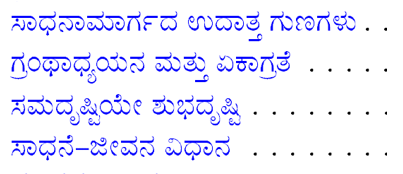 ಸಾಧನಾಮಾರ್ಗದ ಉದಾತ್ತ ಗುಣಗಳು . .
ಗ್ರಂಥಾಧ್ಯಯನ ಮತ್ತು ಏಕಾಗ್ರತೆ . . . . .
ಸಮದೃಷ್ಟಿಯೇ ಶುಭದೃಷ್ಟಿ . . . . . . . .
ಸಾಧನೆ–ಜೀವನ ವಿಧಾನ . . . . . . . .